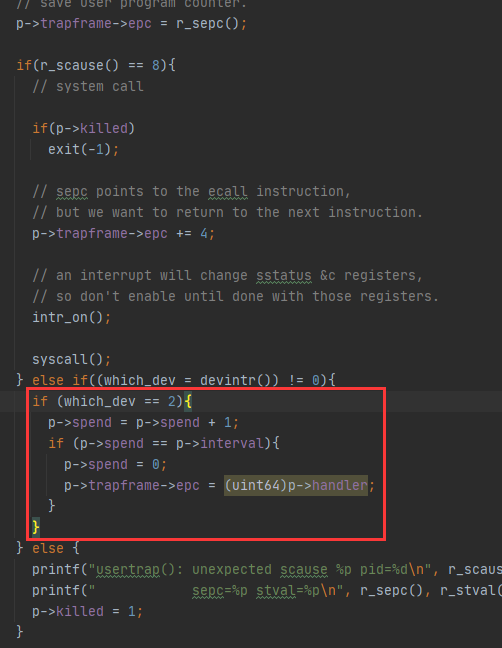 // save user program counter.
p->trapframe->epc = r_sepc();
if(r_scause() == 8){
// system call
if(p->killed)
exit(-1);
// sepc points to the ecall instruction,
// but we want to return to the next instruction.
p->trapframe->epc += 4;
// an interrupt will change sstatus &c registers,
// so don't enable until done with those registers.
intr_on();
syscall();
} else if((which_dev = devintr()) != 0){
if (which_dev == 2){
p->spend = p->spend + 1;
if (p->spend == p->interval){
p->spend = 0;
p->trapframe->epc = (uint64)p->handler;
}
}
} else {
printf("usertrap(): unexpected scause %p pid=%d\n", r_scaus
printf("            sepc=%p stval=%p\n", r_sepc(), r_stval(
p->killed = 1;
}